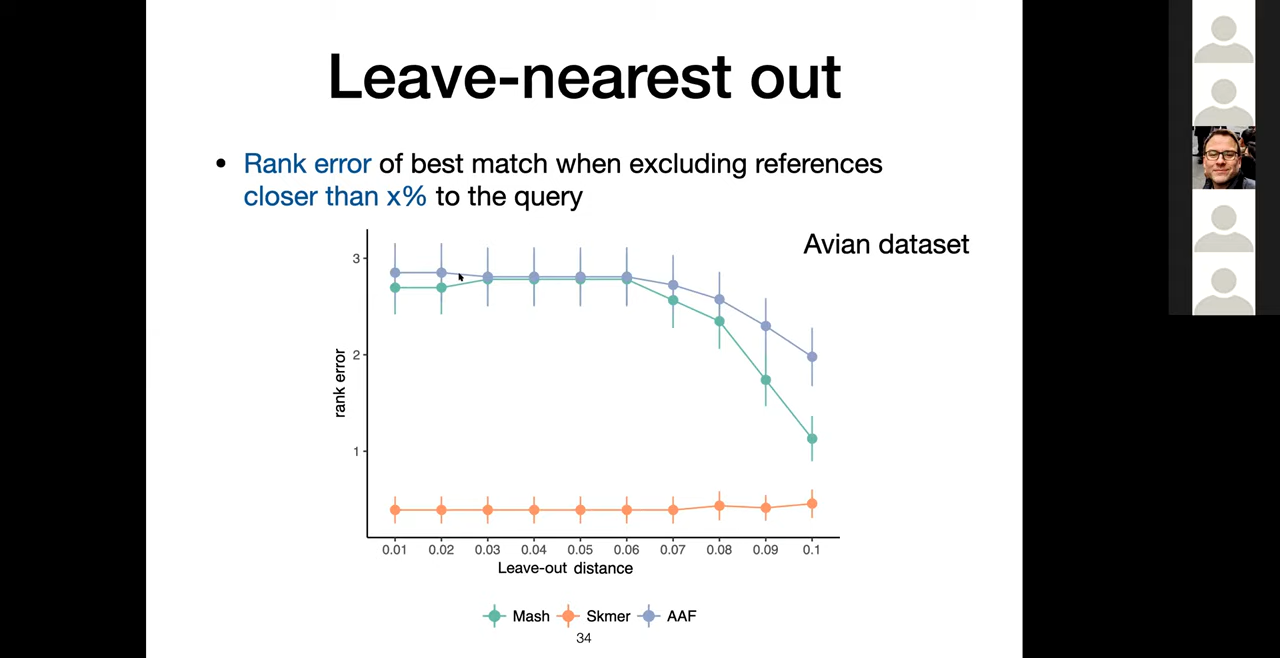 Leave-nearest out
• Rank error of best match when excluding references
closer than x% to the query
Avian dataset
3
2
1
rank error
0.01 0.02 0.03 0.04 0.05 0.06 0.07 0.08 0.09 0.1
Leave-out distance
Mash Skmer AAF
34